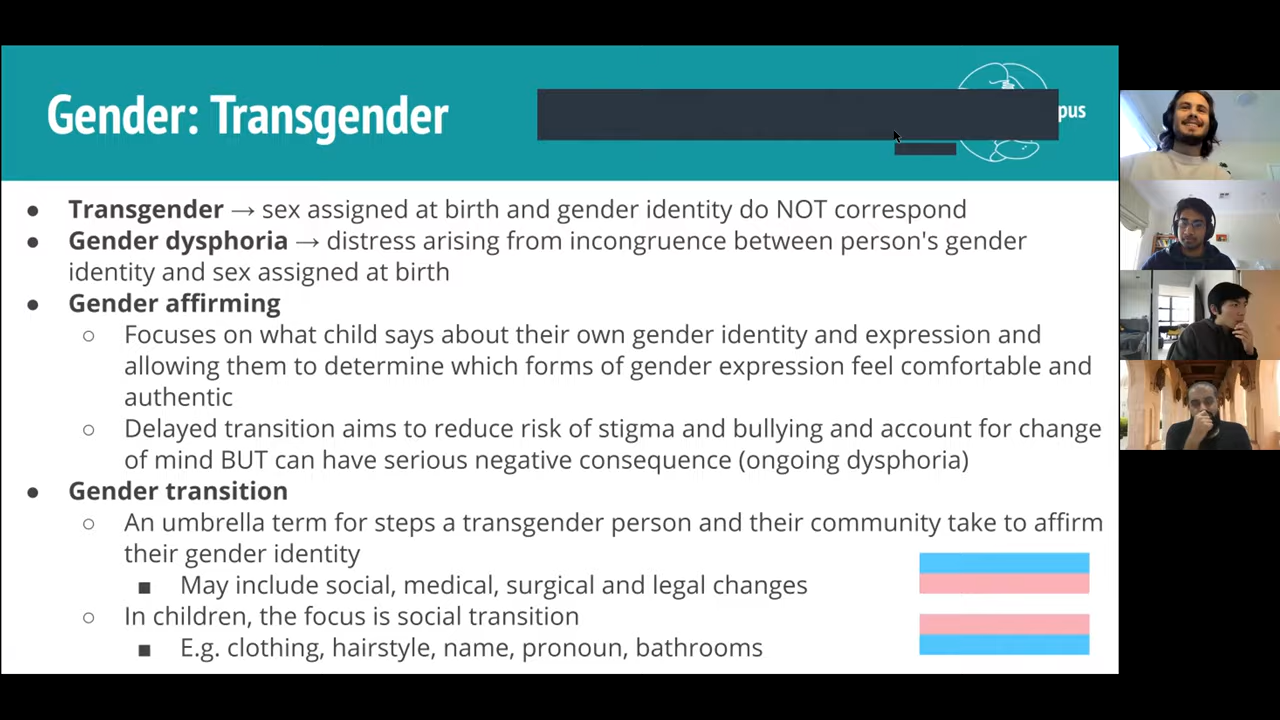 Gender: Transgender
pus
● Transgender → sex assigned at birth and gender identity do NOT correspond
● Gender dysphoria → distress arising from incongruence between person's gender
identity and sex assigned at birth
● Gender affirming
○ Focuses on what child says about their own gender identity and expression and
allowing them to determine which forms of gender expression feel comfortable and
authentic
○ Delayed transition aims to reduce risk of stigma and bullying and account for change
of mind BUT can have serious negative consequence (ongoing dysphoria)
● Gender transition
○ An umbrella term for steps a transgender person and their community take to affirm
their gender identity
■ May include social, medical, surgical and legal changes
○ In children, the focus is social transition
■ E.g. clothing, hairstyle, name, pronoun, bathrooms